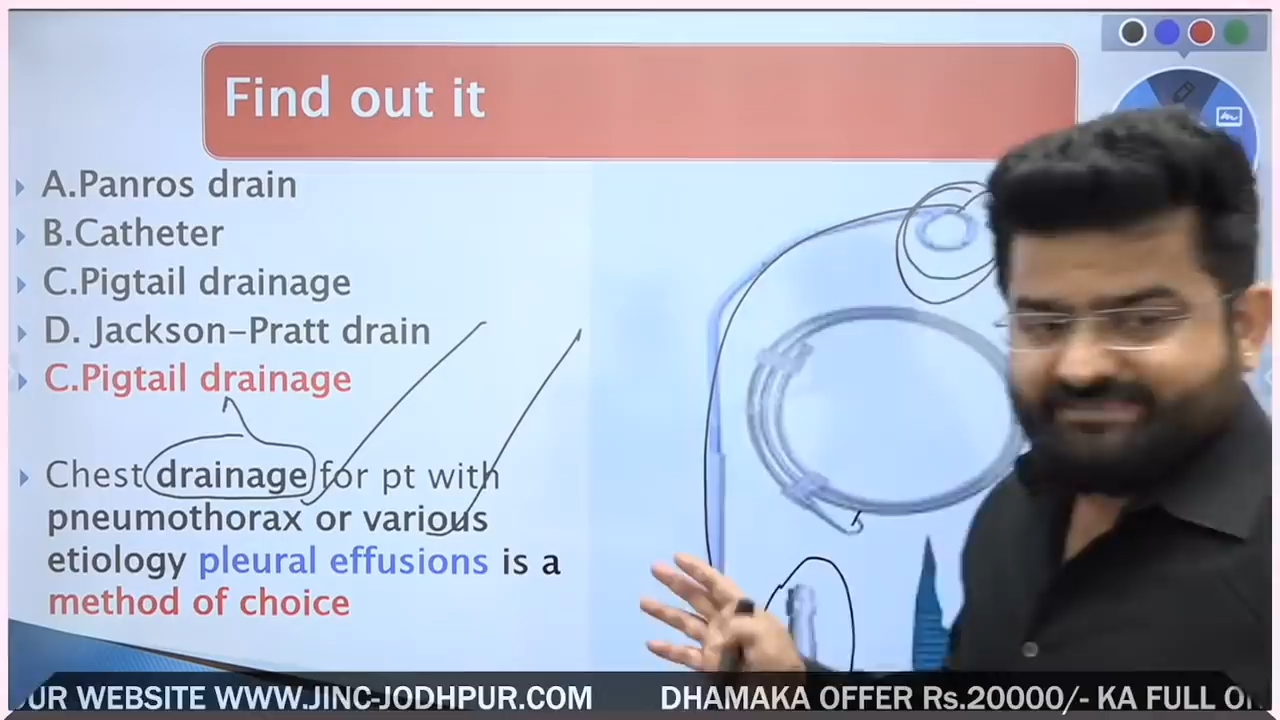 Find out it
A.Panros drain
B.Catheter
C.Pigtail drainage
D. Jackson-Pratt drain
C.Pigtail drainage
Chest drainage for pt with
pneumothorax or various
etiology pleural effusions is a
method of choice
UR WEBSITE WWW.JINC-JODHPUR.COM DHAMAKA OFFER Rs.20000/- KA FULL